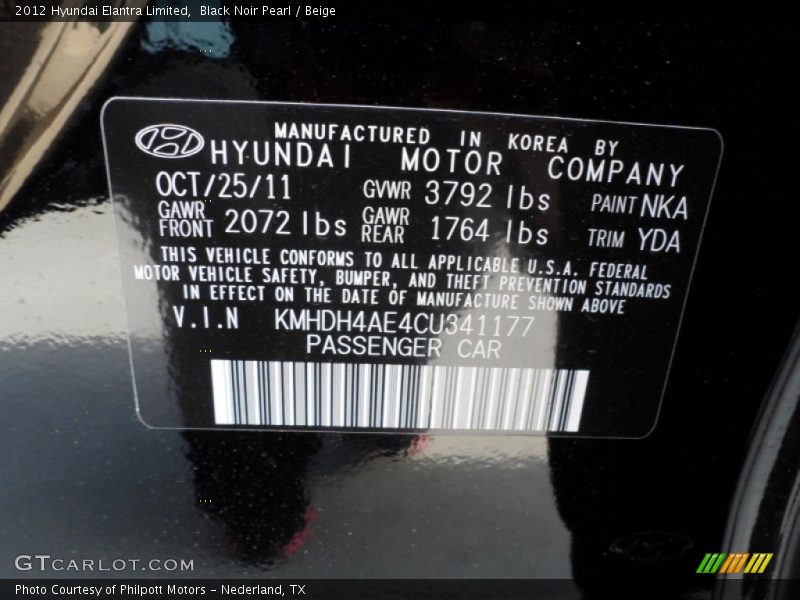 2012 Hyundai Elantra Limited,  Black Noir Pearl / Beige
MANUFACTURED IN KOREA BY
HYUNDAI MOTOR COMPANY
OCT/25/11 GVWR 3792 lbs PAINT NKA
GAWR FRONT 2072 lbs GAWR REAR 1764 lbs TRIM YDA
THIS VEHICLE CONFORMS TO ALL APPLICABLE U.S.A. FEDERAL
MOTOR VEHICLE SAFETY, BUMPER, AND THEFT PREVENTION STANDARDS
IN EFFECT ON THE DATE OF MANUFACTURE SHOWN ABOVE
V.I.N KMHDH4AE4CU341177
PASSENGER CAR
GTCARLOT.COM
Photo Courtesy of Philpott Motors - Nederland, TX